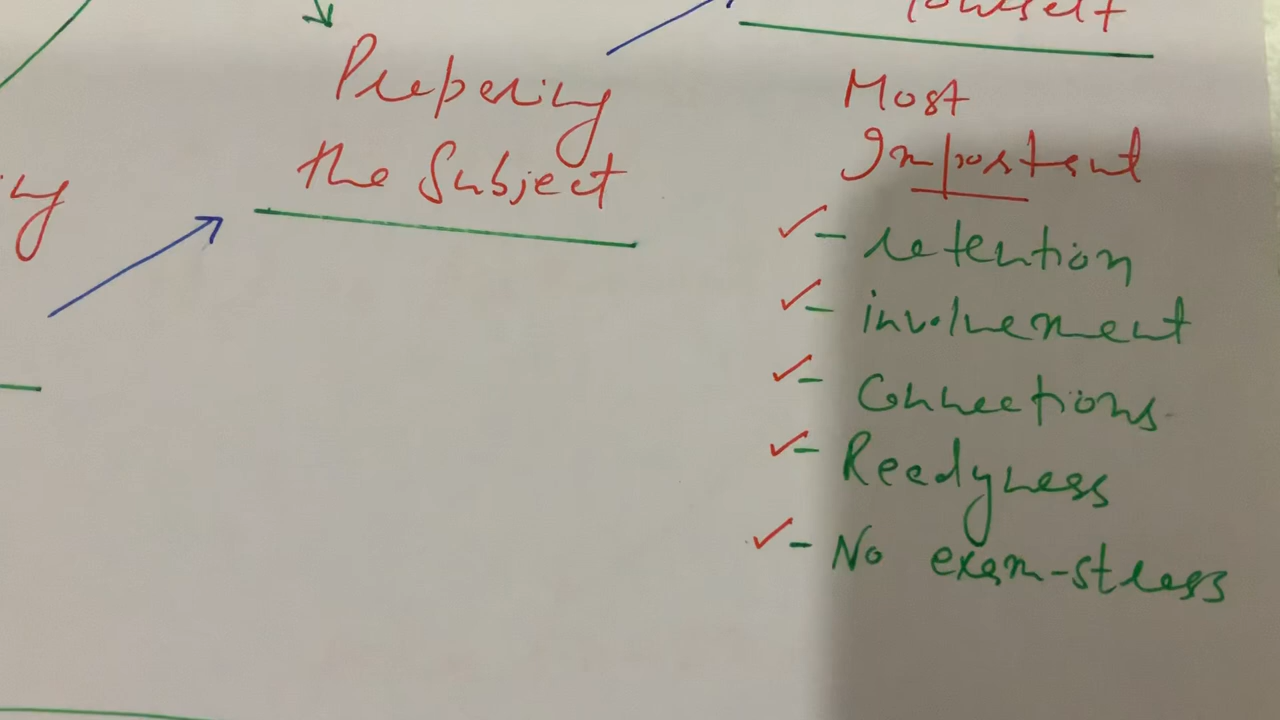 Preparing
the Subject
Most
Important
- retention
- involvement
- Connections
- Readyness
- No exam-stress